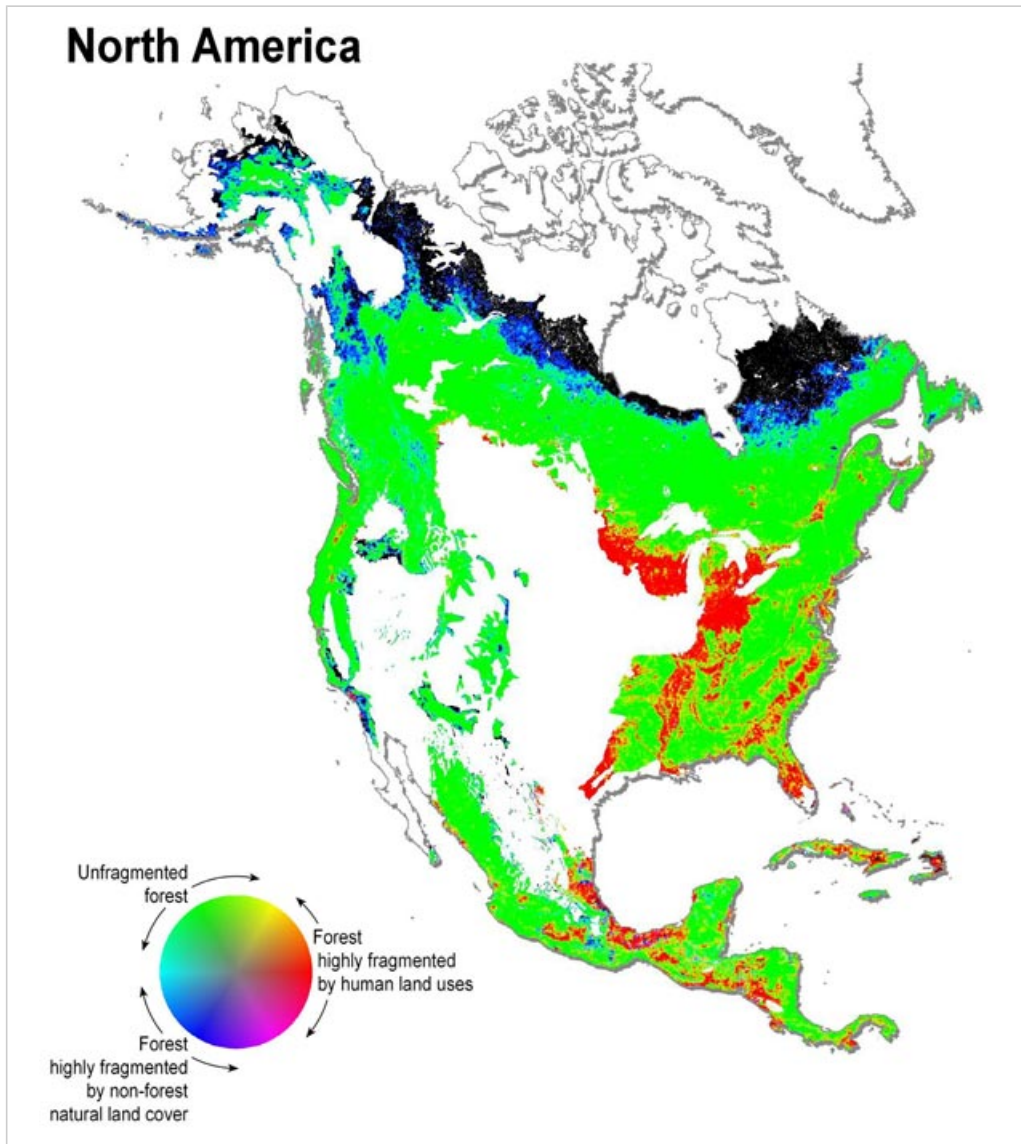 North America
Unfragmented
forest
Forest
highly fragmented
by human land uses
Forest
highly fragmented
by non-forest
natural land cover